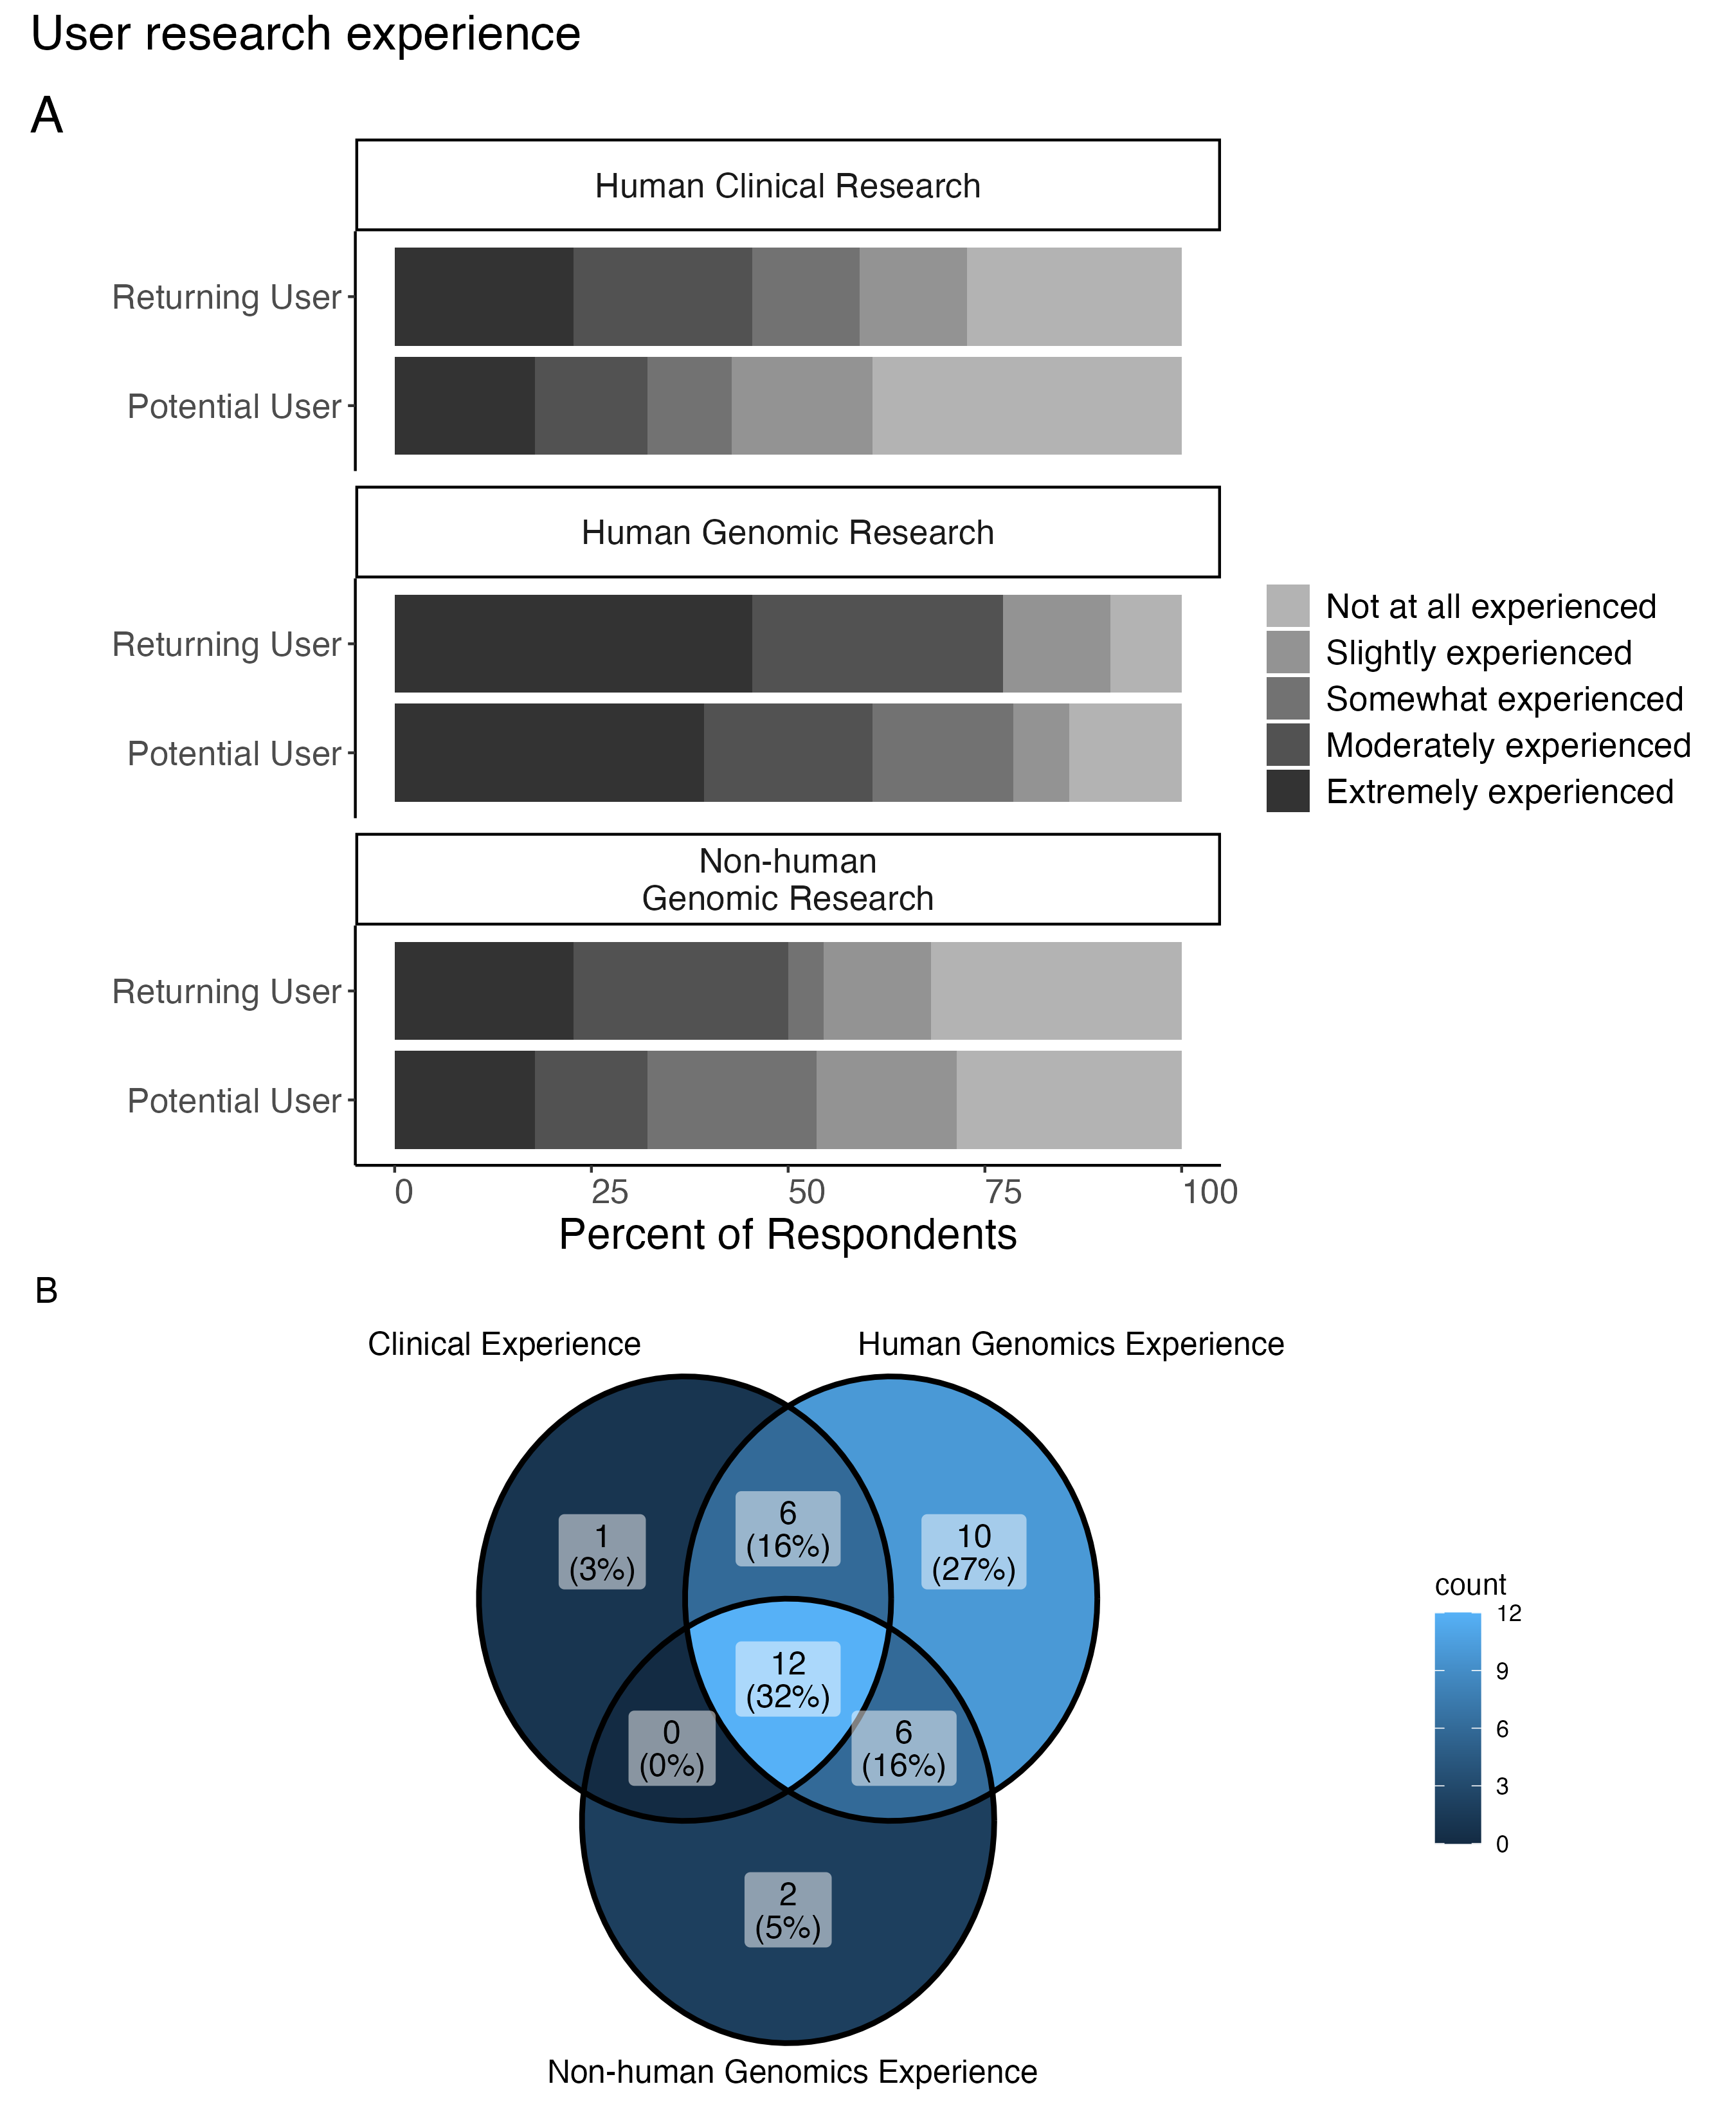 User research experience
A
Human Clinical Research
Returning User
Potential User
Human Genomic Research
Returning User
Potential User
Not at all experienced
Slightly experienced
Somewhat experienced
Moderately experienced
Extremely experienced
Non-human
Genomic Research
Returning User
Potential User
0 25 50 75 100
Percent of Respondents
B
Clinical Experience Human Genomics Experience
6
(16%)
1
(3%)
10
(27%)
12
(32%)
0
(0%)
6
(16%)
2
(5%)
count
12
9
6
3
0
Non-human Genomics Experience